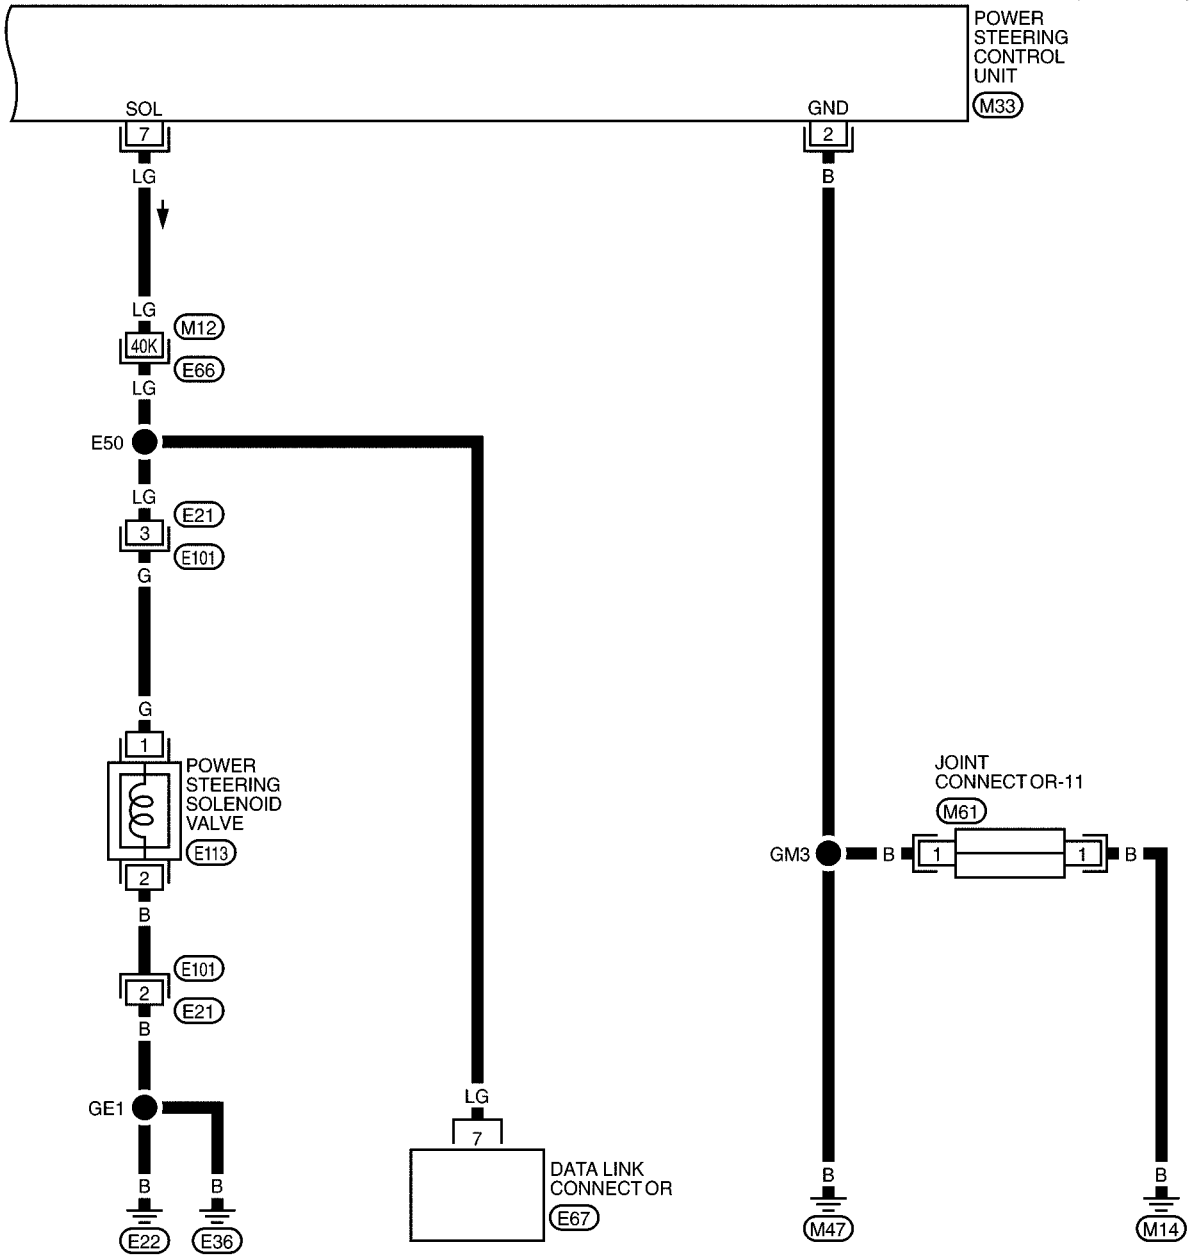 POWER
STEERING
CONTROL
UNIT
M33
SOL
GND
7
2
LG
B
LG
M12
40K
E66
LG
E50
LG
E21
3
E101
G
G
1
POWER
STEERING
SOLENOID
VALVE
E113
2
B
JOINT
CONNECTOR-11
M61
GM3
B
1
1
B
E101
2
E21
B
GE1
LG
7
B
B
B
B
DATA LINK
CONNECTOR
E67
E22
E36
M47
M14